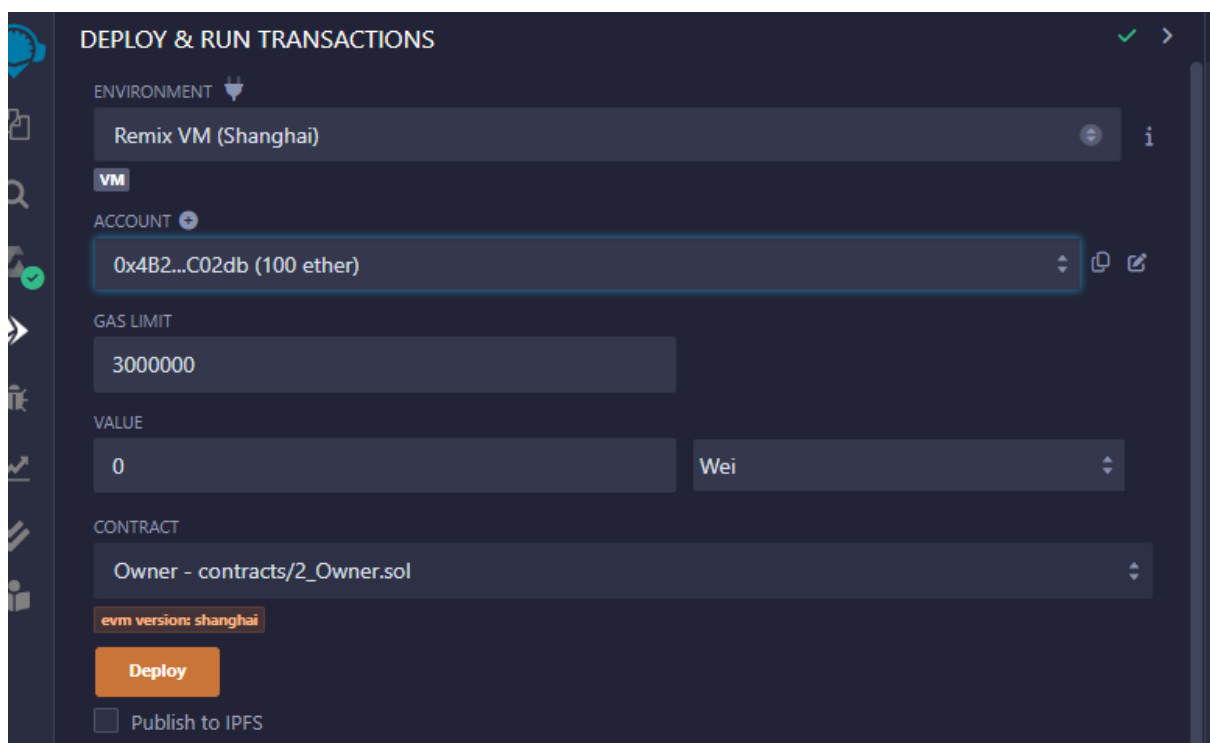 DEPLOY & RUN TRANSACTIONS
ENVIRONMENT
Remix VM (Shanghai)
i
VM
ACCOUNT
0x4B2...C02db (100 ether)
GAS LIMIT
3000000
VALUE
0
Wei
CONTRACT
Owner - contracts/2_Owner.sol
evm version: shanghai
Deploy
Publish to IPFS